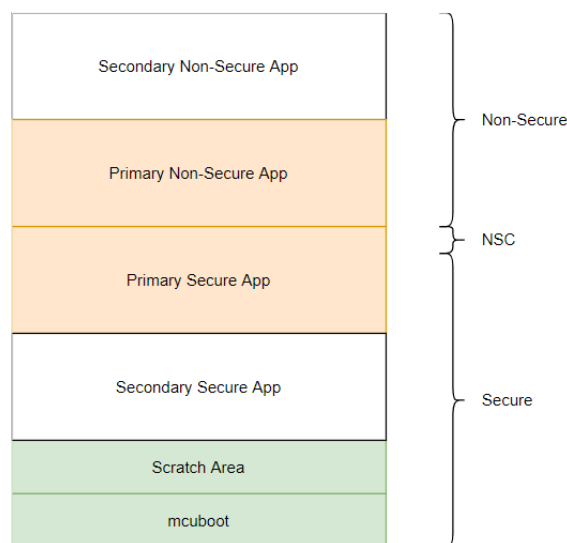 Secondary Non-Secure App
Non-Secure
Primary Non-Secure App
NSC
Primary Secure App
Secondary Secure App
Secure
Scratch Area
mcuboot